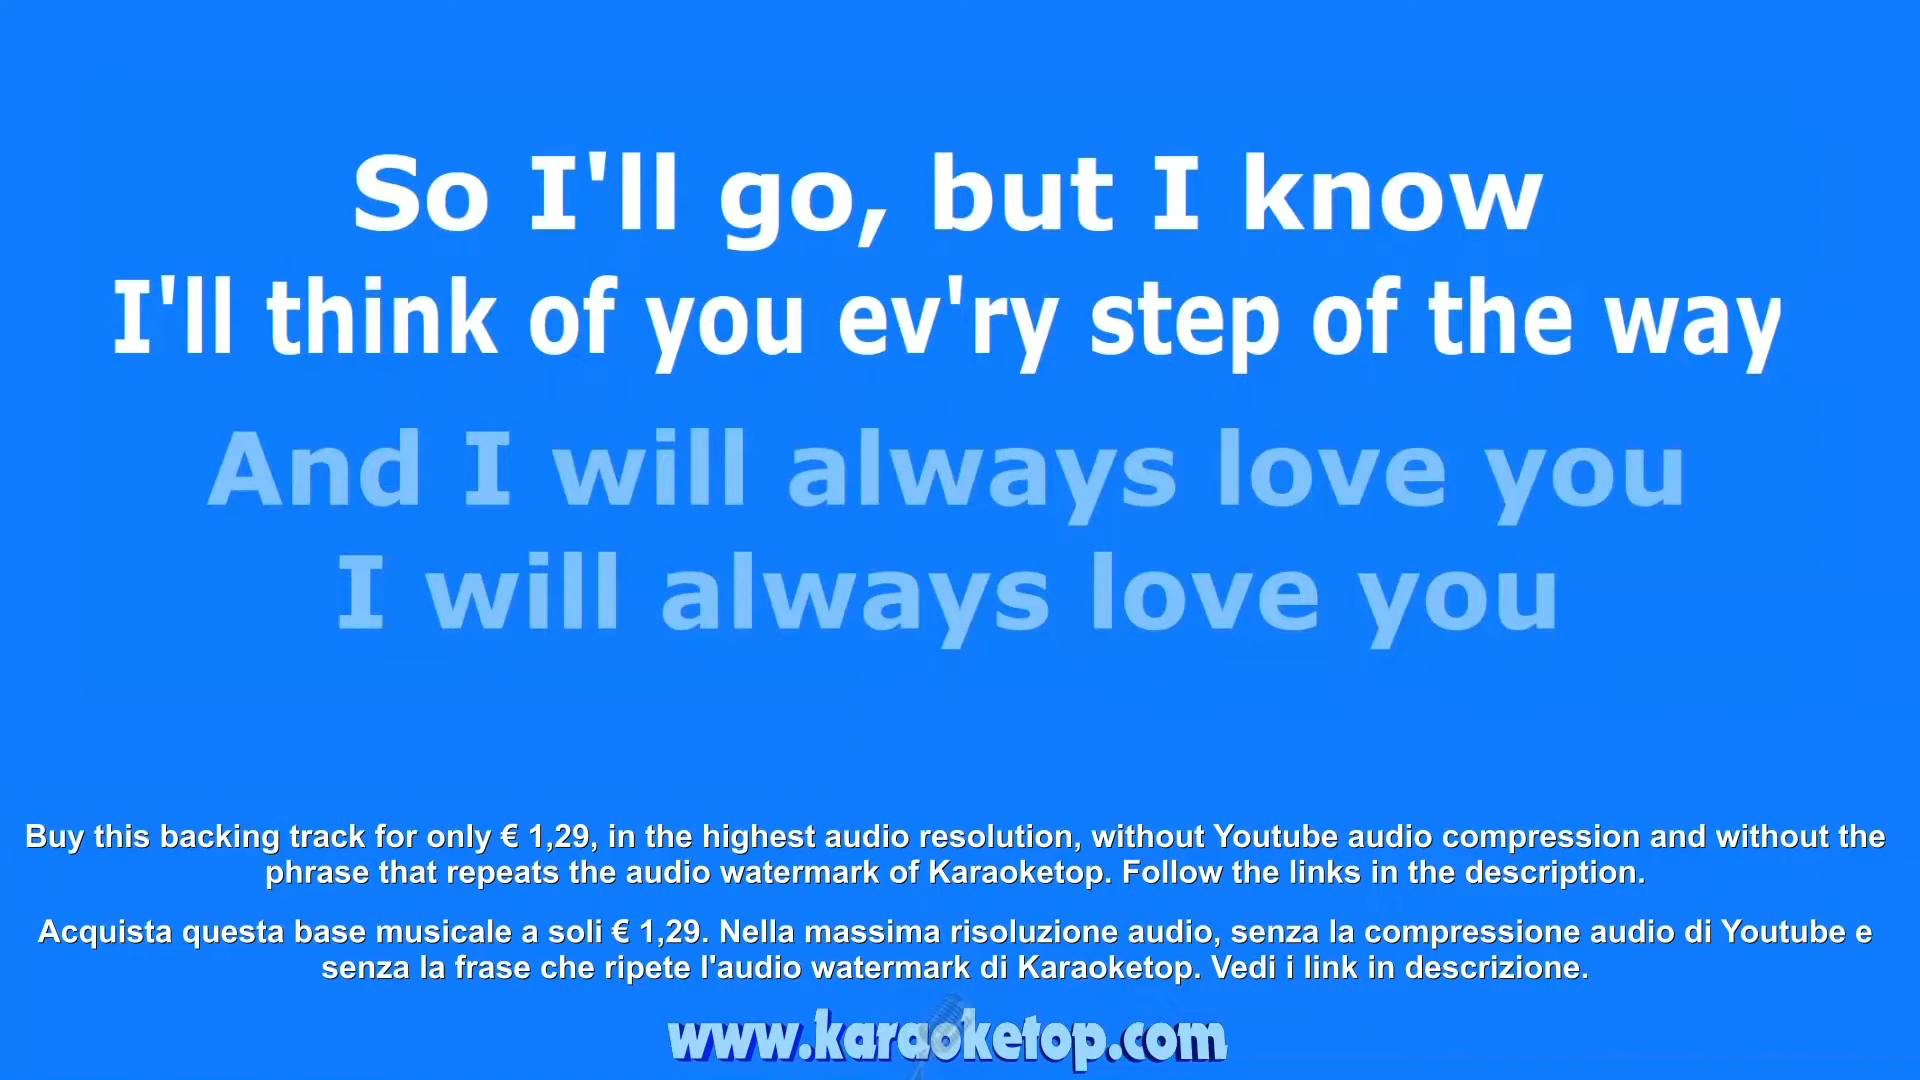 So I'll go, but I know
I'll think of you ev'ry step of the way
And I will always love you
I will always love you
Buy this backing track for only € 1,29, in the highest audio resolution, without Youtube audio compression and without the
phrase that repeats the audio watermark of Karaoketop. Follow the links in the description.
Acquista questa base musicale a soli € 1,29. Nella massima risoluzione audio, senza la compressione audio di Youtube e
senza la frase che ripete l'audio watermark di Karaoketop. Vedi i link in descrizione.
www.karaoketop.com